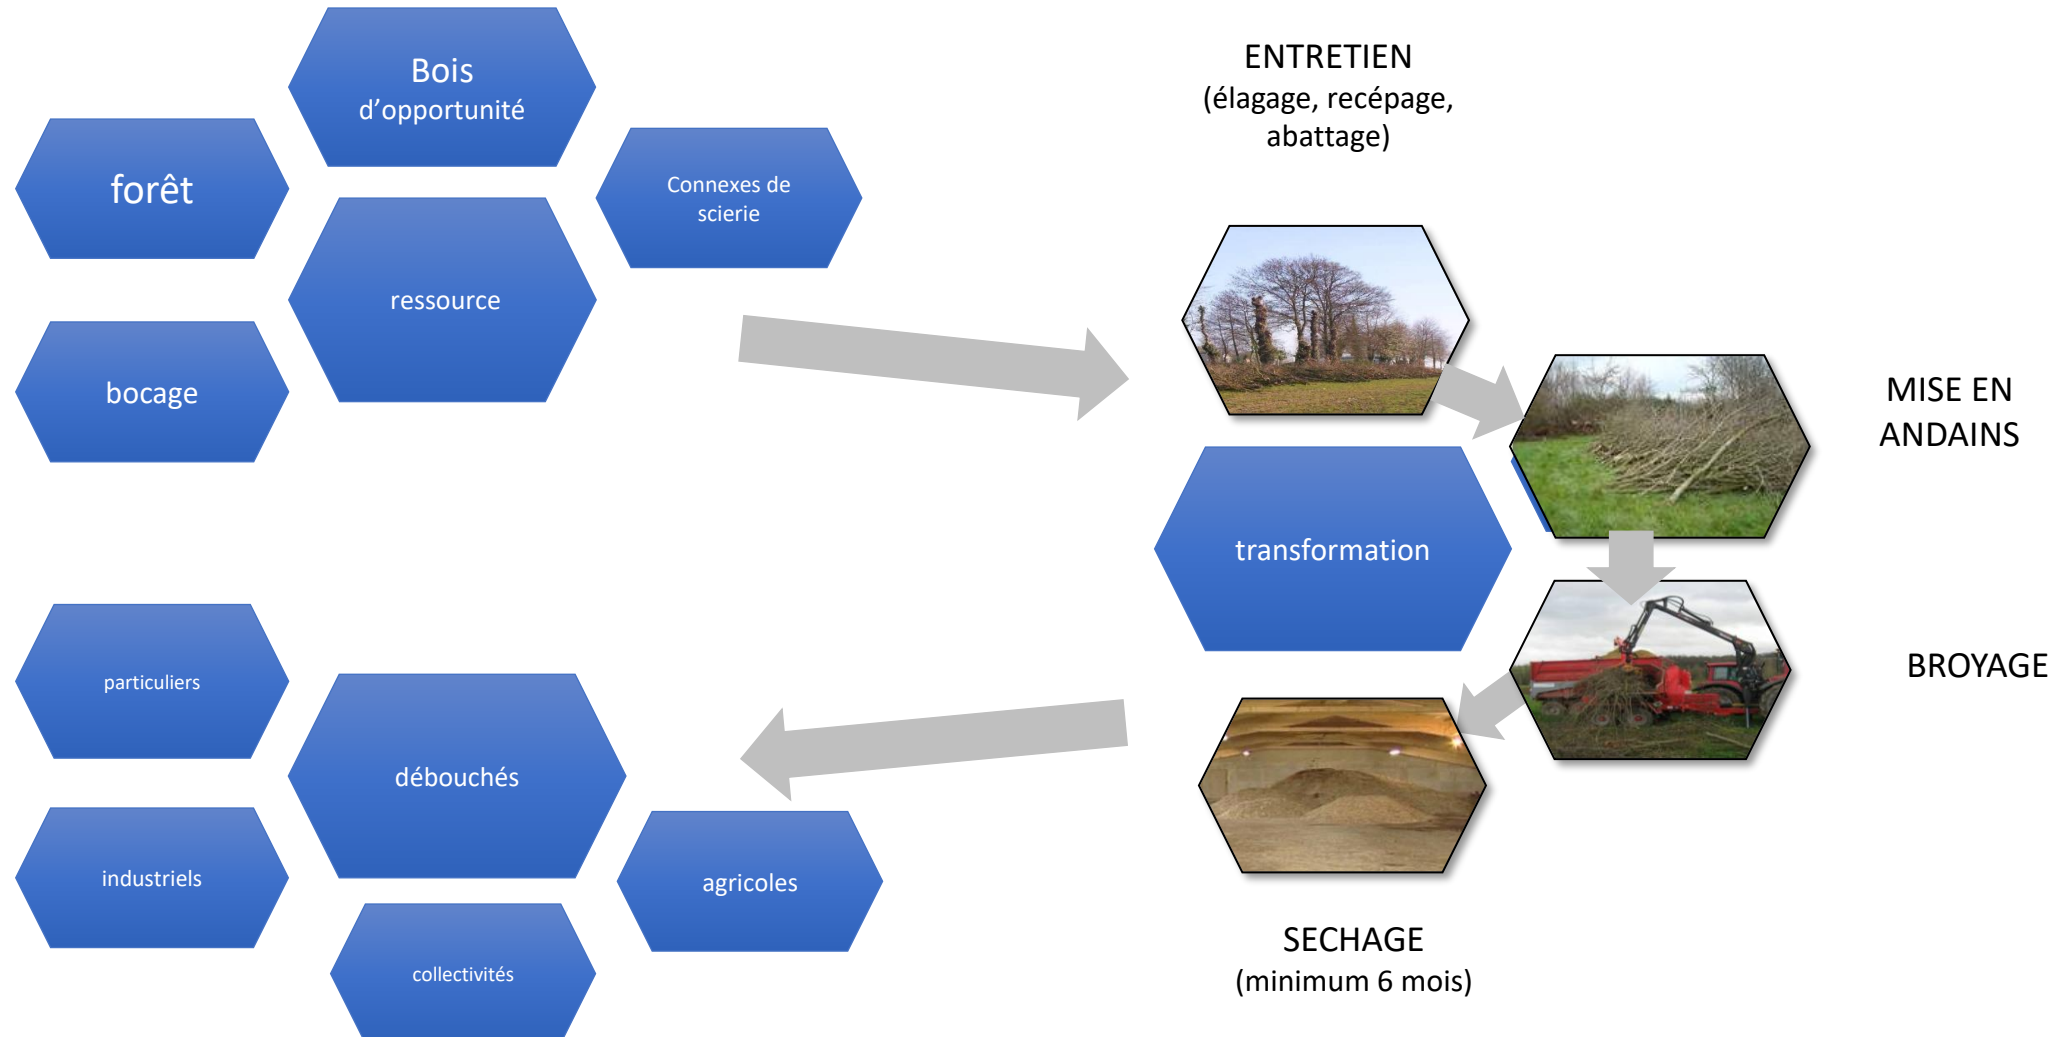 Bois
d’opportunité
forêt
Connexes de
scierie
ressource
bocage
ENTRETIEN
(élagage, recépage,
abattage)
MISE EN
ANDAINS
transformation
BROYAGE
SECHAGE
(minimum 6 mois)
particuliers
débouchés
industriels
agricoles
collectivités